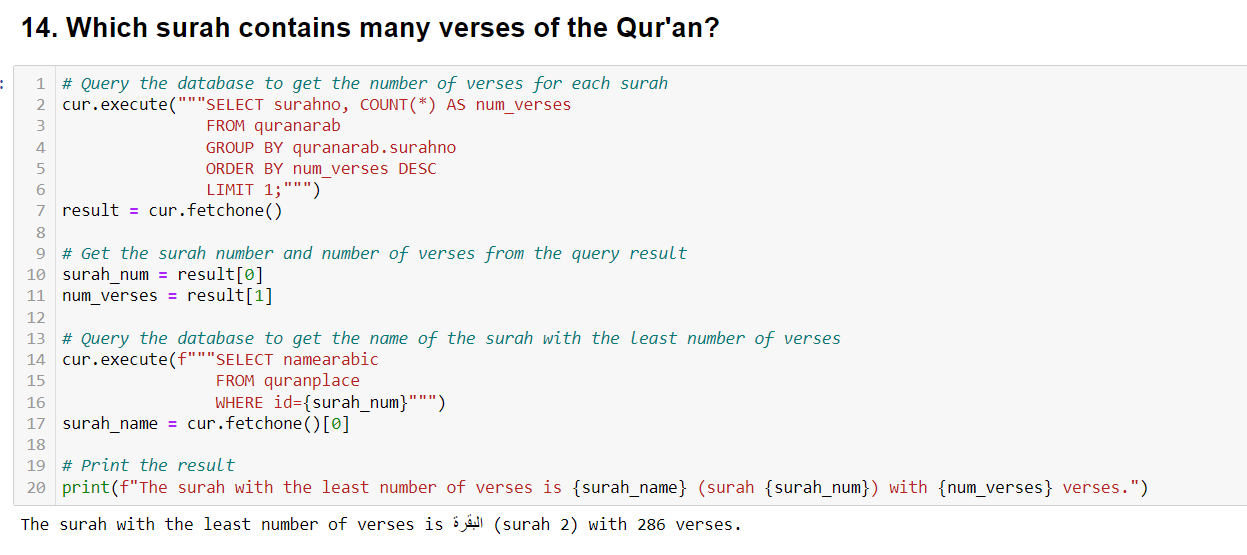 14. Which surah contains many verses of the Qur'an?
:
1 # Query the database to get the number of verses for each surah
2 cur.execute("""SELECT surahno, COUNT(*) AS num_verses
3 FROM quranarab
4 GROUP BY quranarab.surahno
5 ORDER BY num_verses DESC
6 LIMIT 1;""")
7 result = cur.fetchone()
8
9 # Get the surah number and number of verses from the query result
10 surah_num = result[0]
11 num_verses = result[1]
12
13 # Query the database to get the name of the surah with the least number of verses
14 cur.execute(f"""SELECT namearabic
15 FROM quranplace
16 WHERE id={surah_num}""")
17 surah_name = cur.fetchone()[0]
18
19 # Print the result
20 print(f"The surah with the least number of verses is {surah_name} (surah {surah_num}) with {num_verses} verses.")
The surah with the least number of verses is البقرة (surah 2) with 286 verses.